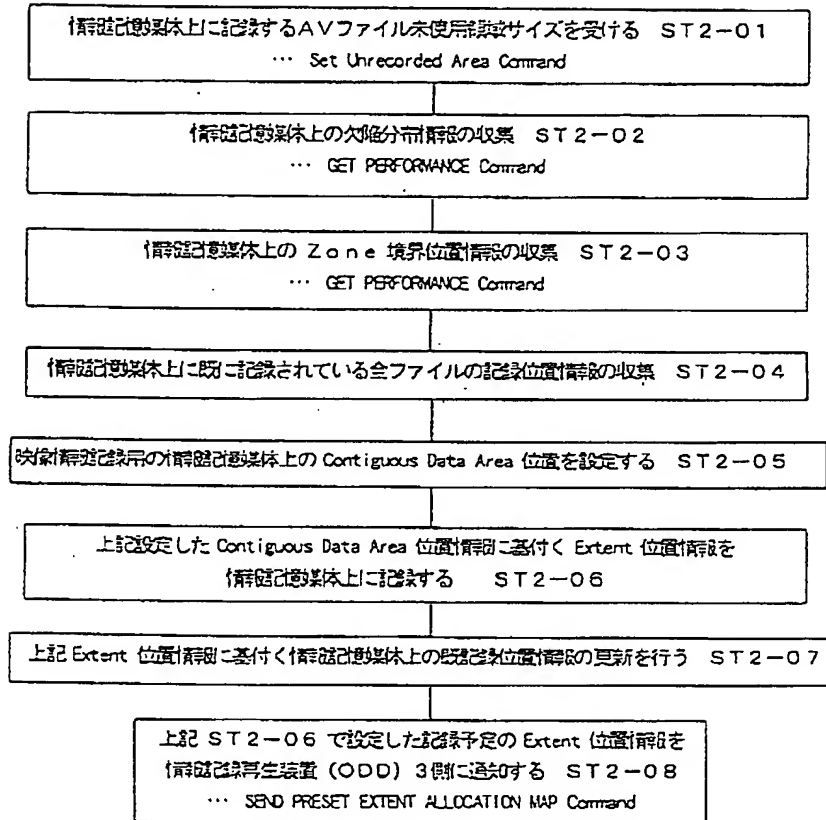 情報記憶媒体上に記録するAVファイル未使用領域サイズを受ける ST2-01
… Set Unrecorded Area Command
情報記憶媒体上の欠陥分布情報の収集 ST2-02
… GET PERFORMANCE Command
情報記憶媒体上の Zone 境界位置情報の収集 ST2-03
… GET PERFORMANCE Command
情報記憶媒体上に既に記録されている全ファイルの記録位置情報の収集 ST2-04
映像情報記録用の情報記憶媒体上の Contiguous Data Area 位置を設定する ST2-05
上記設定した Contiguous Data Area 位置情報に基付く Extent 位置情報を
情報記憶媒体上に記録する ST2-06
上記 Extent 位置情報に基付く情報記憶媒体上の既記録位置情報の更新を行う ST2-07
上記 ST2-06 で設定した記録予定の Extent 位置情報を
情報記録再生装置 (ODD) 3側に通知する ST2-08
… SEND PRESET EXTENT ALLOCATION MAP Command